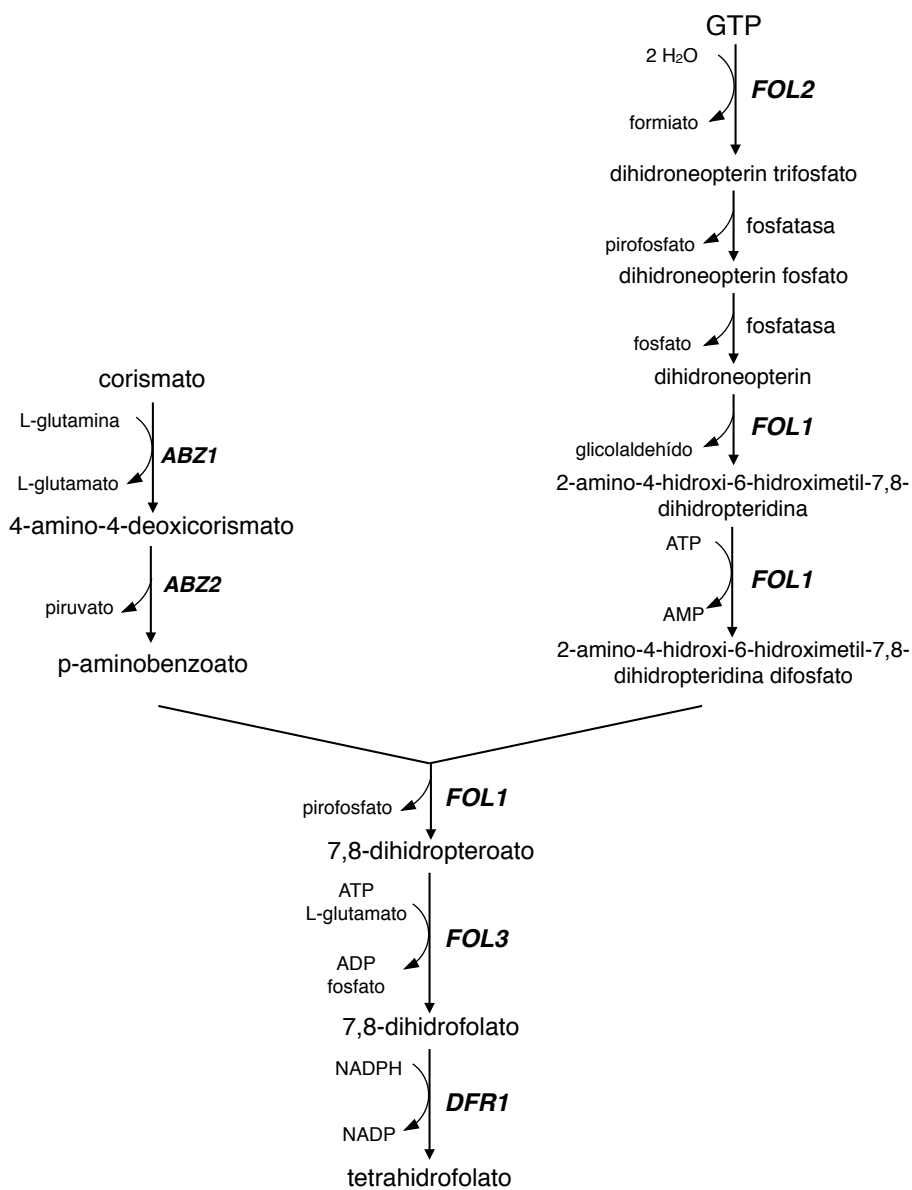 GTP
2 H₂O
FOL2
formiato
dihidroneopterin trifosfato
fosfatasa
pirofosfato
dihidroneopterin fosfato
fosfatasa
fosfato
dihidroneopterin
FOL1
glicolaldehído
2-amino-4-hidroxi-6-hidroximetil-7,8-
dihidropteridina
ATP
FOL1
AMP
2-amino-4-hidroxi-6-hidroximetil-7,8-
dihidropteridina difosfato
corismato
L-glutamina
ABZ1
L-glutamato
4-amino-4-deoxicorismato
ABZ2
piruvato
p-aminobenzoato
FOL1
pirofosfato
7,8-dihidropteroato
ATP
L-glutamato
FOL3
ADP
fosfato
7,8-dihidrofolato
NADPH
DFR1
NADP
tetrahidrofolato